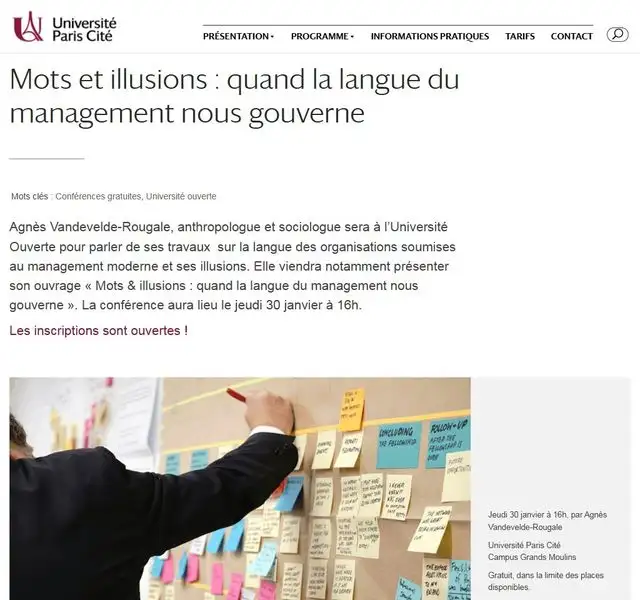 Université
Paris Cité
PRÉSENTATION
PROGRAMME
INFORMATIONS PRATIQUES
TARIFS
CONTACT
Mots et illusions : quand la langue du
management nous gouverne
Mots clés : Conférences gratuites, Université ouverte
Agnès Vandevelde-Rougale, anthropologue et sociologue sera à l'Université
Ouverte pour parler de ses travaux sur la langue des organisations soumises
au management moderne et ses illusions. Elle viendra notamment présenter
son ouvrage « Mots & illusions : quand la langue du management nous
gouverne ». La conférence aura lieu le jeudi 30 janvier à 16h.
Les inscriptions sont ouvertes !
CONCLUDING
THE FELLOWSHIP
FOLLOW-UP
AFTER THE
FELLOWSHIP IS
OVER
Jeudi 30 janvier à 16h, par Agnès
Vandevelde-Rougale
Université Paris Cité
Campus Grands Moulins
Gratuit, dans la limite des places
disponibles.